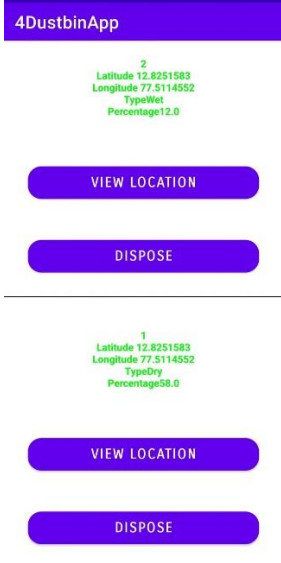 4DustbinApp
2
Latitude 12.8251583
Longitude 77.5114552
TypeWet
Percentage12.0
VIEW LOCATION
DISPOSE
1
Latitude 12.8251583
Longitude 77.5114552
TypeDry
Percentage58.0
VIEW LOCATION
DISPOSE